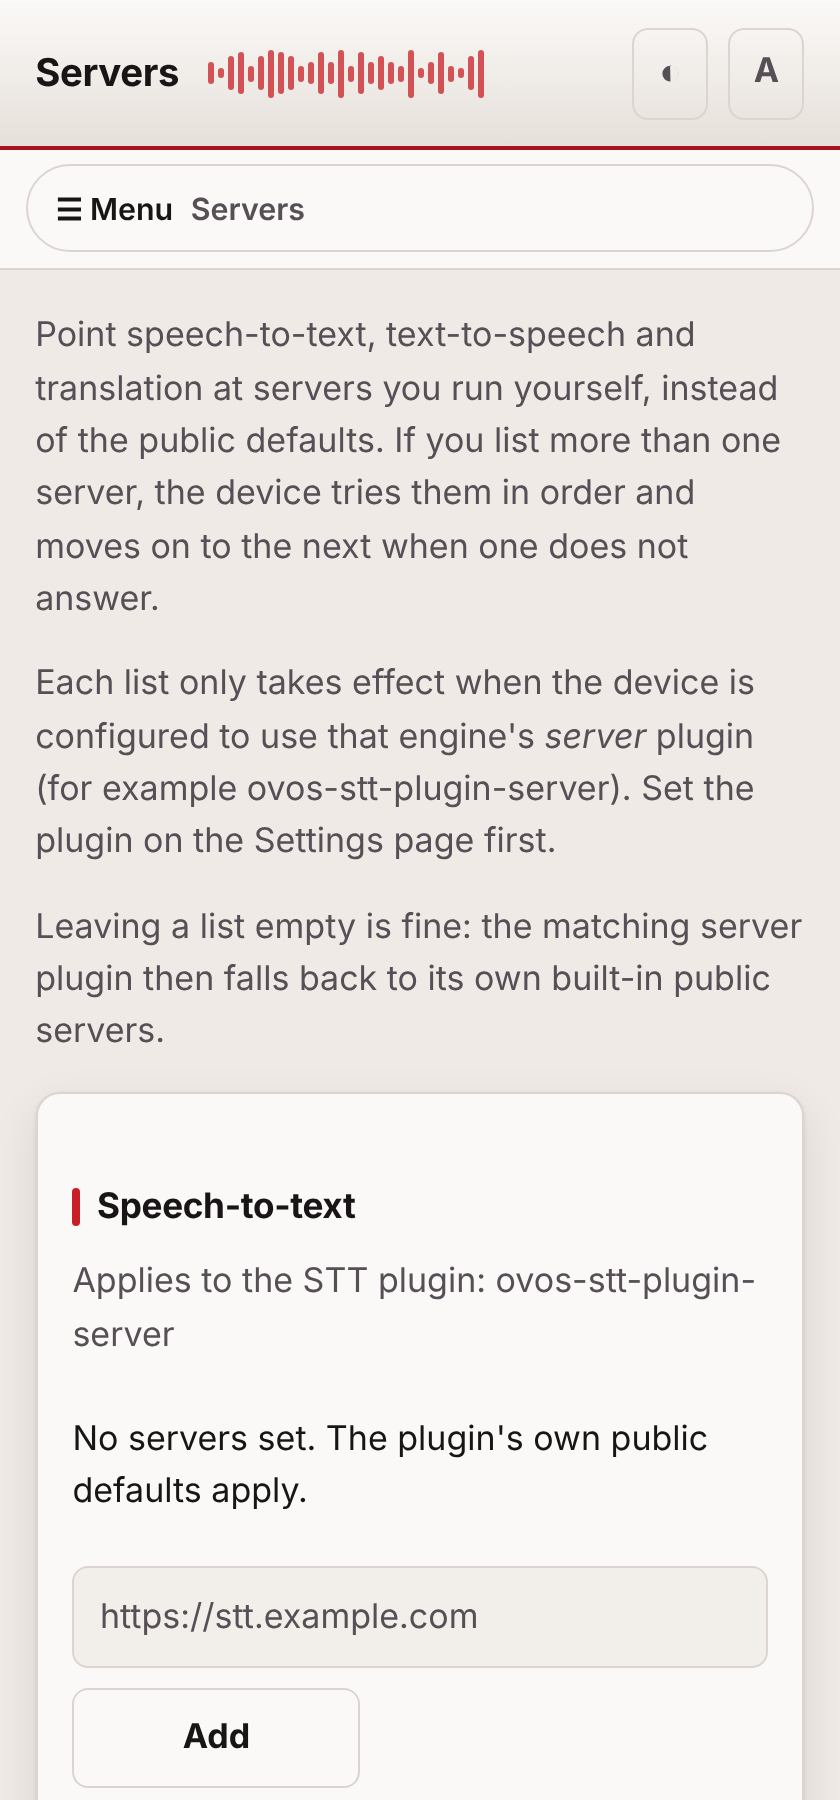 Servers
A
☰ Menu Servers
Point speech-to-text, text-to-speech and
translation at servers you run yourself, instead
of the public defaults. If you list more than one
server, the device tries them in order and
moves on to the next when one does not
answer.
Each list only takes effect when the device is
configured to use that engine's server plugin
(for example ovos-stt-plugin-server). Set the
plugin on the Settings page first.
Leaving a list empty is fine: the matching server
plugin then falls back to its own built-in public
servers.
Speech-to-text
Applies to the STT plugin: ovos-stt-plugin-
server
No servers set. The plugin's own public
defaults apply.
https://stt.example.com
Add